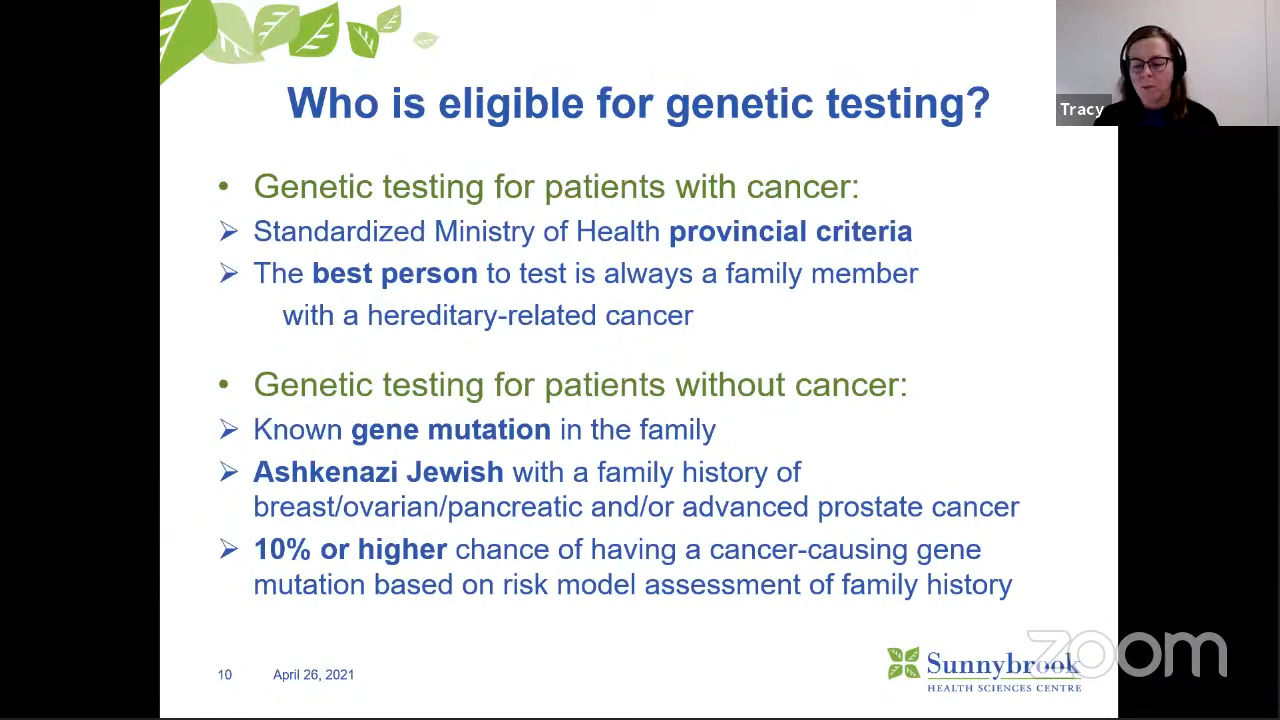 Who is eligible for genetic testing?
Tracy
• Genetic testing for patients with cancer:
➢ Standardized Ministry of Health provincial criteria
➢ The best person to test is always a family member
with a hereditary-related cancer
• Genetic testing for patients without cancer:
➢ Known gene mutation in the family
➢ Ashkenazi Jewish with a family history of
breast/ovarian/pancreatic and/or advanced prostate cancer
➢ 10% or higher chance of having a cancer-causing gene
mutation based on risk model assessment of family history
10 April 26, 2021
Sunnybrook
HEALTH SCIENCES CENTRE
zoom